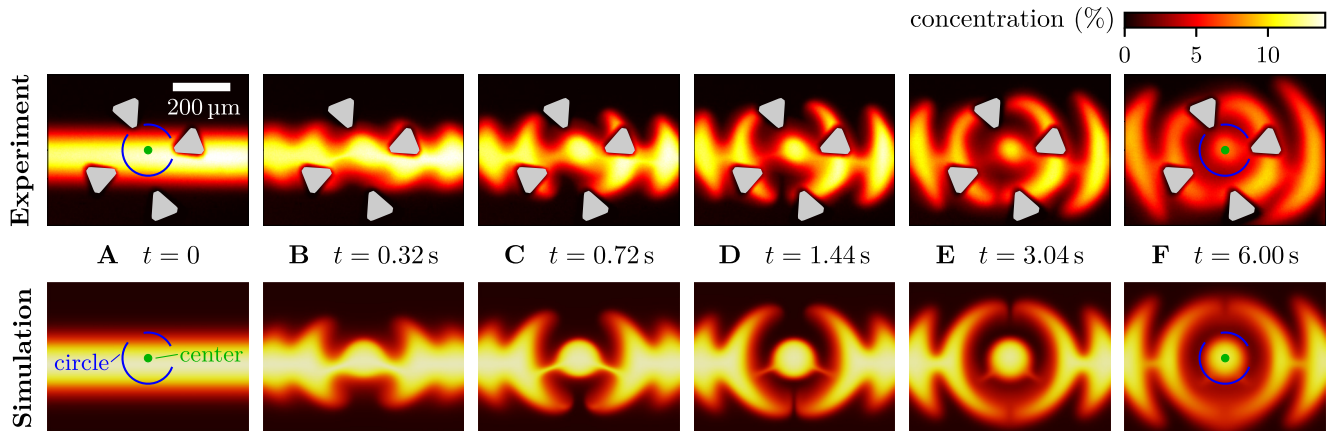 concentration (%)
0 5 10
Experiment
200 µm
A t = 0 B t = 0.32 s C t = 0.72 s D t = 1.44 s E t = 3.04 s F t = 6.00 s
Simulation
circle center